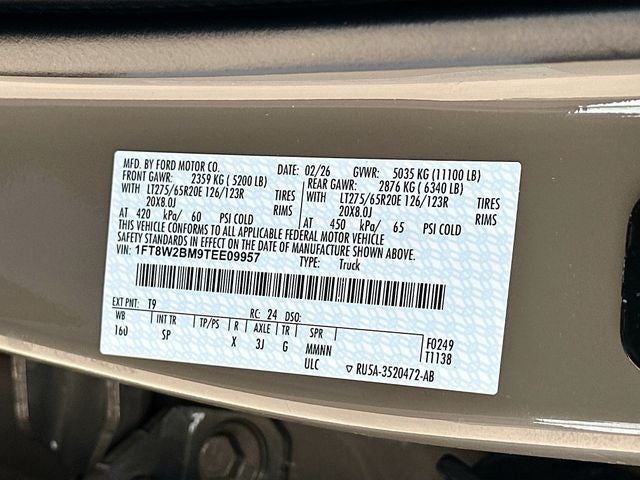 MFD. BY FORD MOTOR CO. DATE: 02/26 GVWR: 5035 KG (11100 LB)
FRONT GAWR: 2359 KG ( 5200 LB) REAR GAWR: 2876 KG ( 6340 LB)
WITH LT275/65R20E 126/123R TIRES WITH LT275/65R20E 126/123R TIRES
20X8.0J RIMS 20X8.0J RIMS
AT 420 kPa/ 60 PSI COLD AT 450 kPa/ 65 PSI COLD
THIS VEHICLE CONFORMS TO ALL APPLICABLE FEDERAL MOTOR VEHICLE
SAFETY STANDARDS IN EFFECT ON THE DATE OF MANUFACTURE SHOWN ABOVE.
VIN: 1FT8W2BM9TEE09957 TYPE: Truck
EXT PNT: T9 RC: 24 DSO:
WB INT TR TP/PS R AXLE TR SPR
160 SP X 3J G MMNN
ULC
F0249
T1138
RU5A-3520472-AB